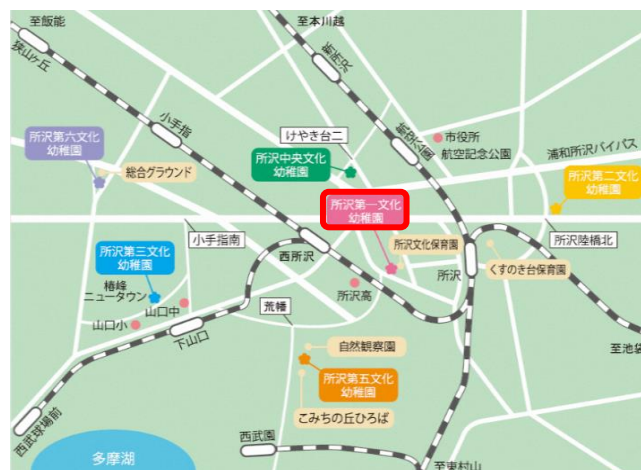 至飯能
至本川越
狭山ヶ丘
新所沢
小手指
航空公園
市役所
航空記念公園
浦和所沢バイパス
けやき台二
所沢第六文化
幼稚園
総合グラウンド
所沢中央文化
幼稚園
所沢第二文化
幼稚園
所沢第一文化
幼稚園
小手指南
西所沢
所沢文化保育園
所沢
所沢陸橋北
くすのき台保育園
所沢第三文化
幼稚園
椿峰
ニュータウン
山口中
山口小
下山口
荒幡
所沢高
自然観察園
所沢第五文化
幼稚園
こみちの丘ひろば
至池袋
西武球場前
西武園
多摩湖
至東村山